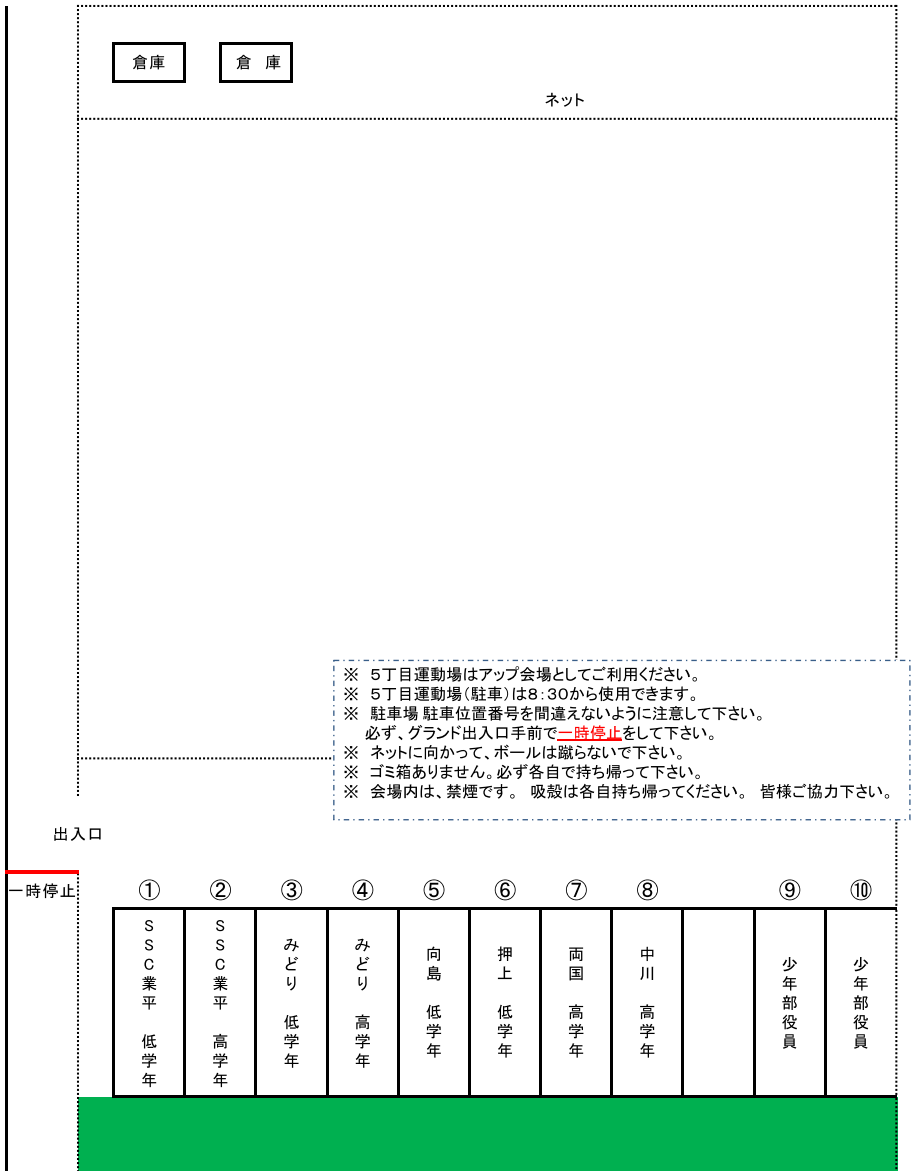 倉庫
倉　庫
ネット
※　５丁目運動場はアップ会場としてご利用ください。
※　５丁目運動場（駐車）は８：３０から使用できます。
※　駐車場 駐車位置番号を間違えないように注意して下さい。
必ず、グランド出入口手前で一時停止をして下さい。
※　ネットに向かって、ボールは蹴らないで下さい。
※　ゴミ箱ありません。必ず各自で持ち帰って下さい。
※　会場内は、禁煙です。　吸殻は各自持ち帰ってください。　皆様ご協力下さい。
出入口
一時停止
①
②
③
④
⑤
⑥
⑦
⑧
⑨
⑩
ＳＳＣ業平　低学年
ＳＳＣ業平　高学年
みどり　低学年
みどり　高学年
向島　低学年
押上　低学年
両国　高学年
中川　高学年
少年部役員
少年部役員